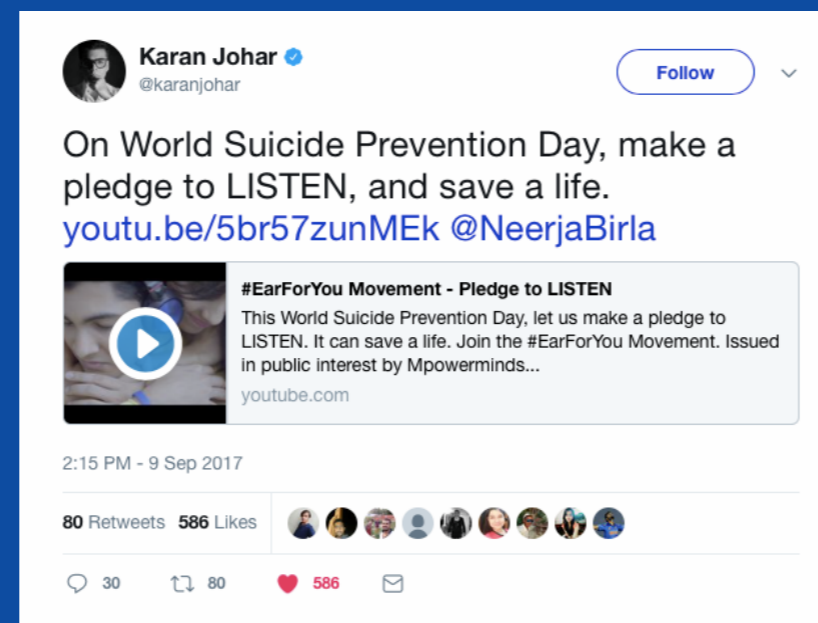 Karan Johar
@karanjohar
Follow
On World Suicide Prevention Day, make a
pledge to LISTEN, and save a life.
youtu.be/5br57zunMEk @NeerjaBirla
#EarForYou Movement - Pledge to LISTEN
This World Suicide Prevention Day, let us make a pledge to
LISTEN. It can save a life. Join the #EarForYou Movement. Issued
in public interest by Mpowerminds...
youtube.com
2:15 PM - 9 Sep 2017
80 Retweets 586 Likes
30 80 586